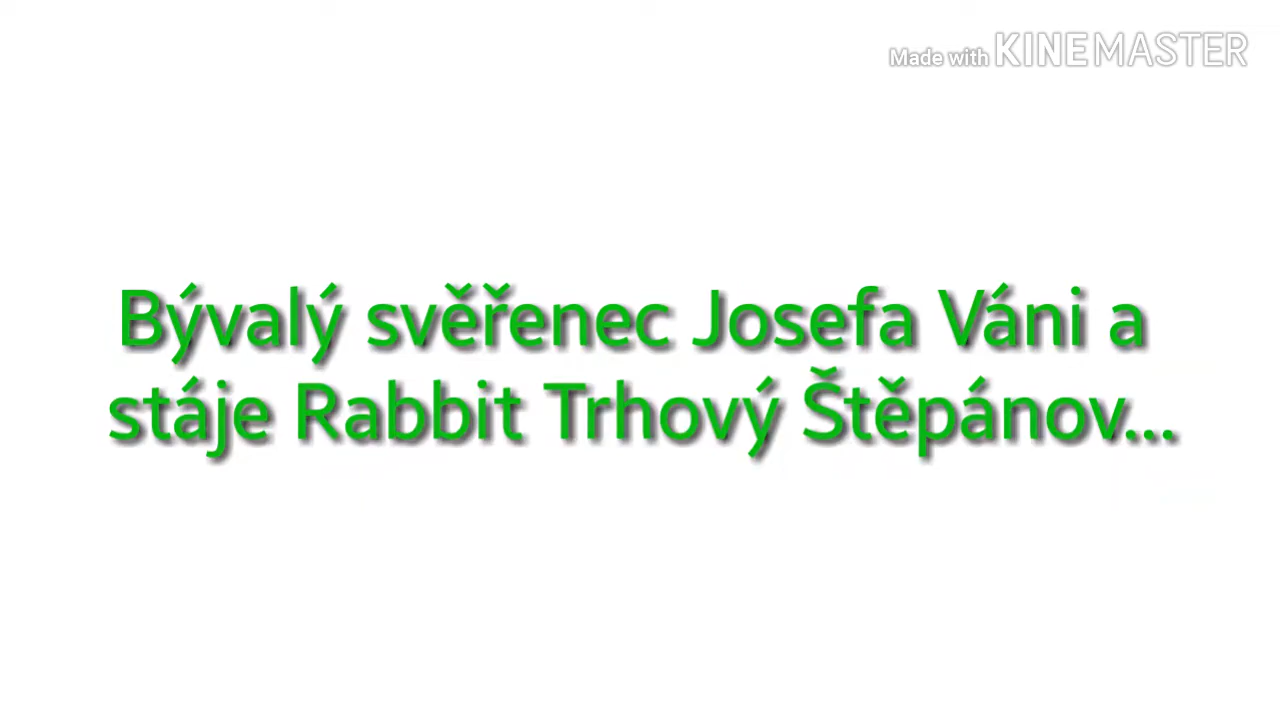 Made with KINEMASTER
Bývalý svěřenec Josefa Váni a
stáje Rabbit Trhový Štěpánov...